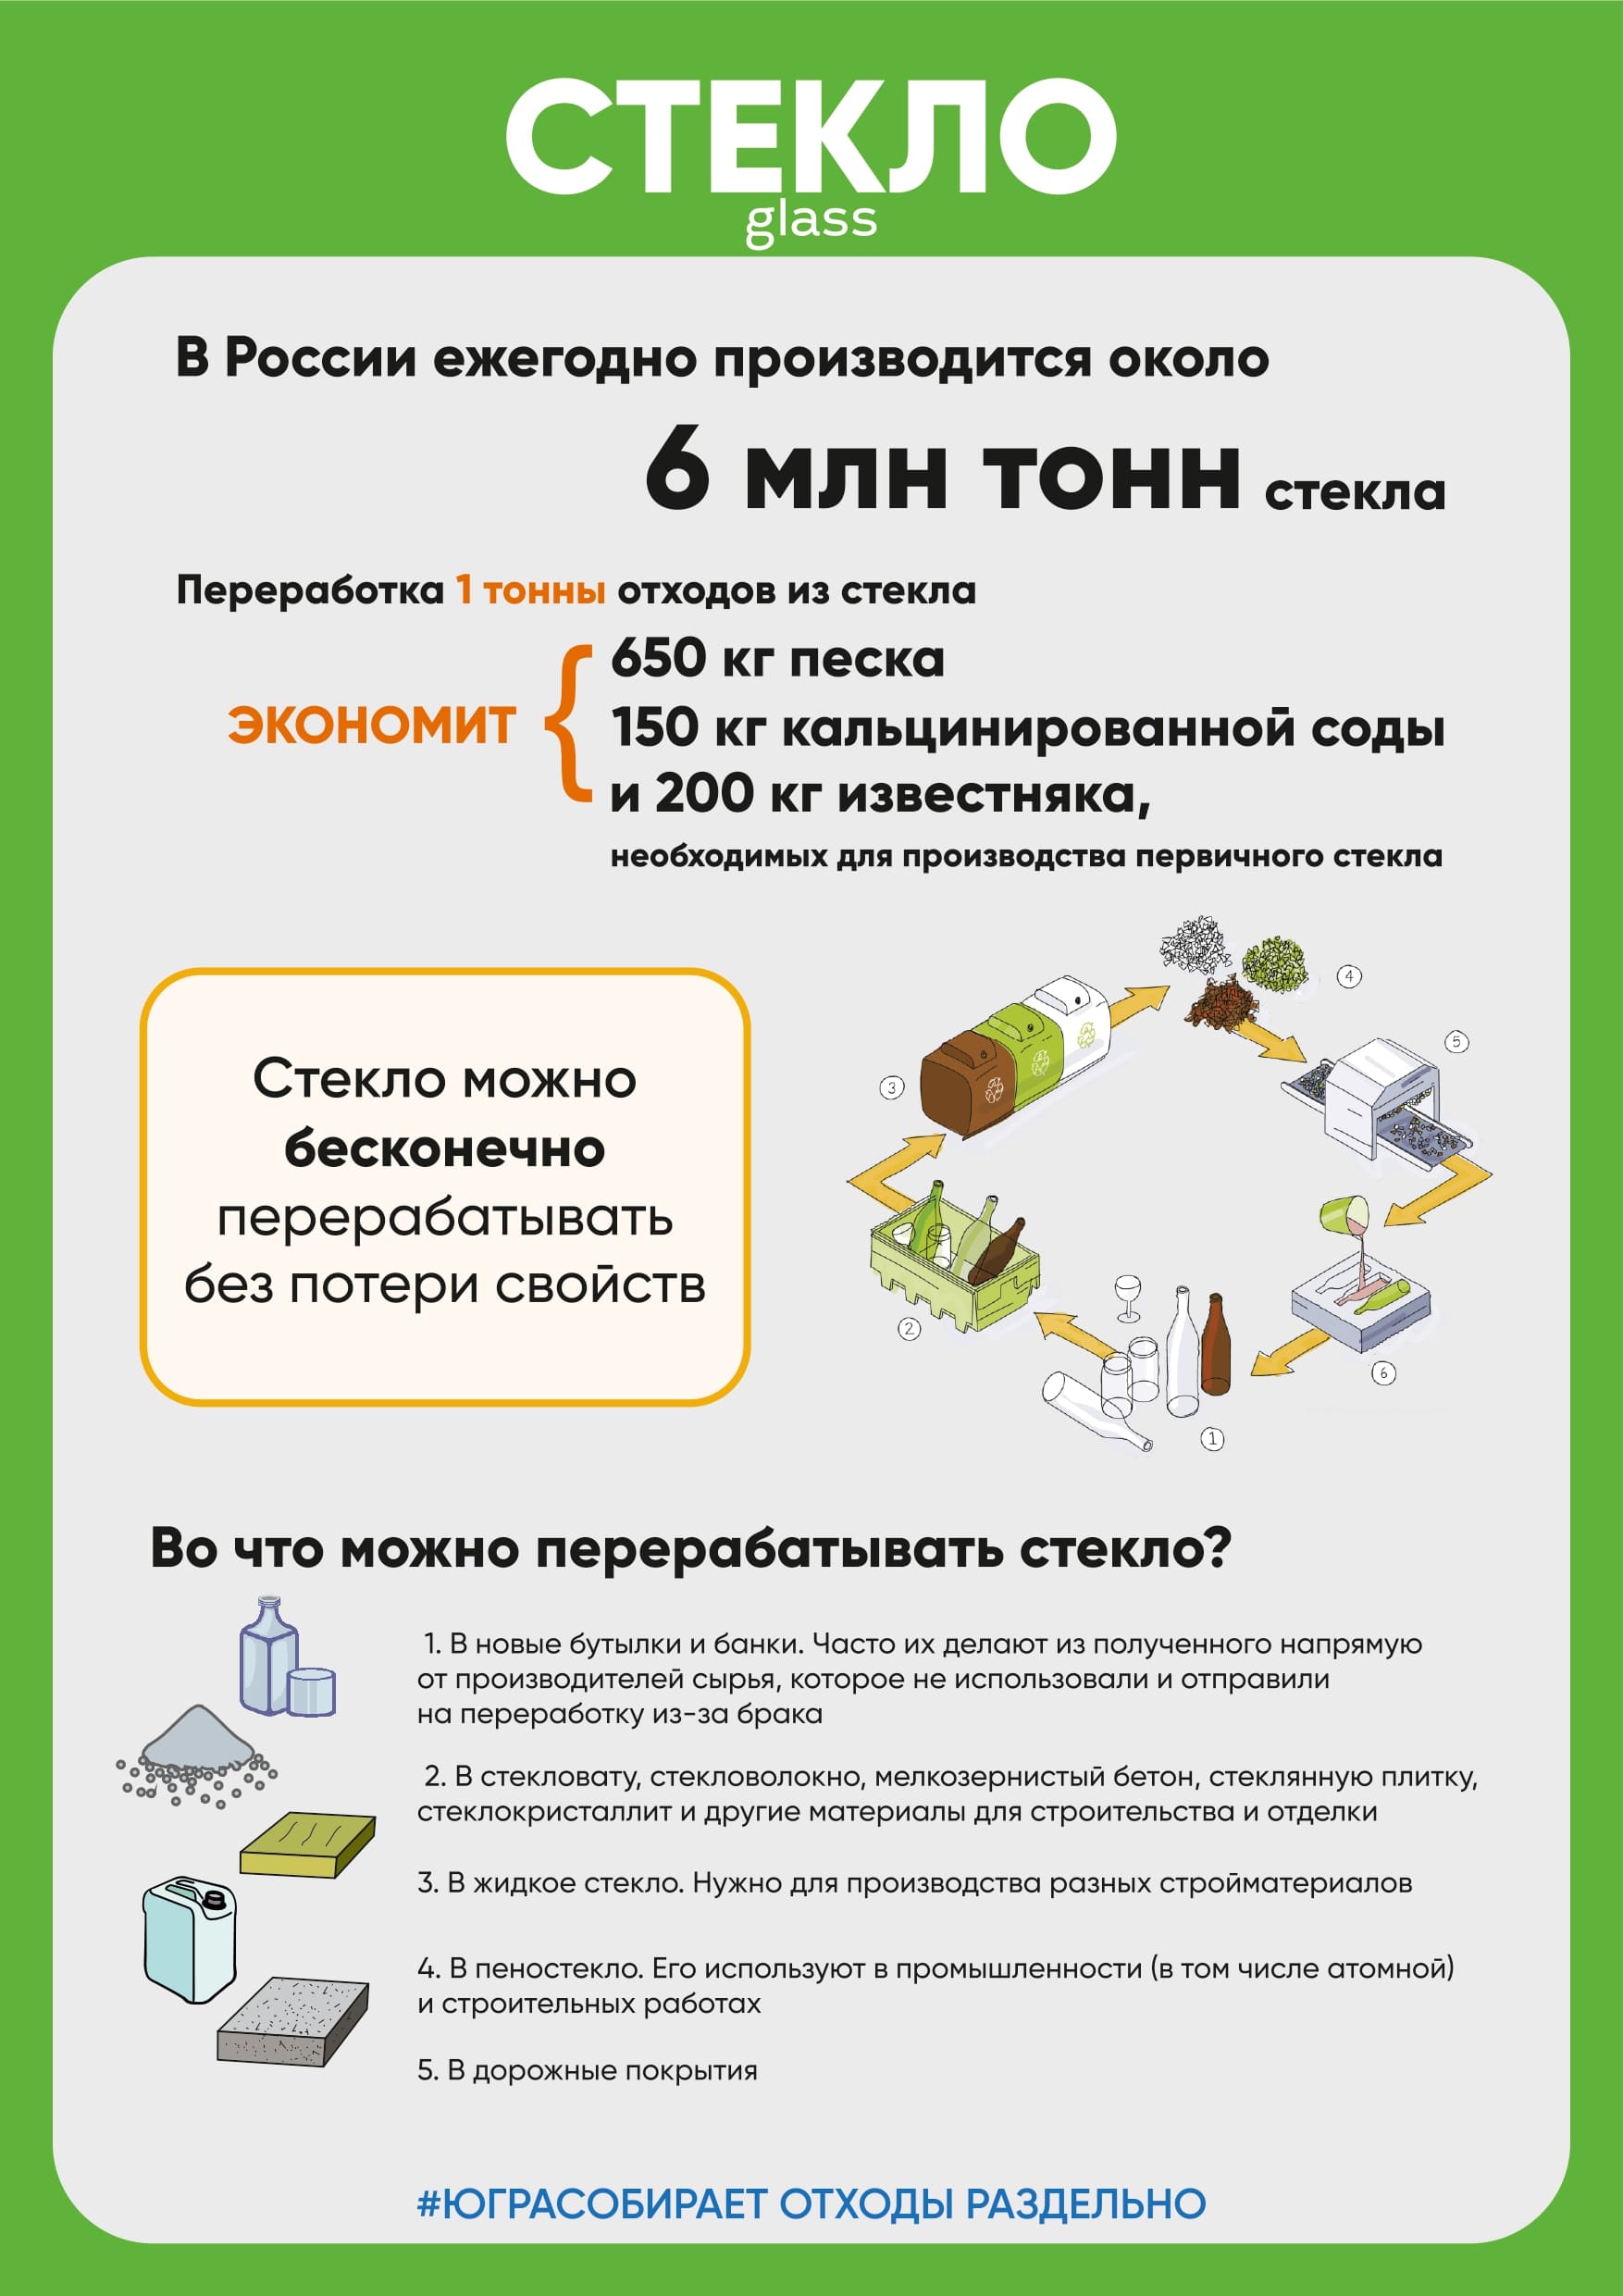 СТЕКЛО
glass
В России ежегодно производится около
6 млн тонн стекла
Переработка 1 тонны отходов из стекла
ЭКОНОМИТ
650 кг песка
150 кг кальцинированной соды
и 200 кг известняка,
необходимых для производства первичного стекла
Стекло можно
бесконечно
перерабатывать
без потери свойств
4
5
3
2
6
1
Во что можно перерабатывать стекло?
1. В новые бутылки и банки. Часто их делают из полученного напрямую
от производителей сырья, которое не использовали и отправили
на переработку из-за брака
2. В стекловату, стекловолокно, мелкозернистый бетон, стеклянную плитку,
стеклокристаллит и другие материалы для строительства и отделки
3. В жидкое стекло. Нужно для производства разных стройматериалов
4. В пеностекло. Его используют в промышленности (в том числе атомной)
и строительных работах
5. В дорожные покрытия
#ЮГРАСОБИРАЕТ ОТХОДЫ РАЗДЕЛЬНО